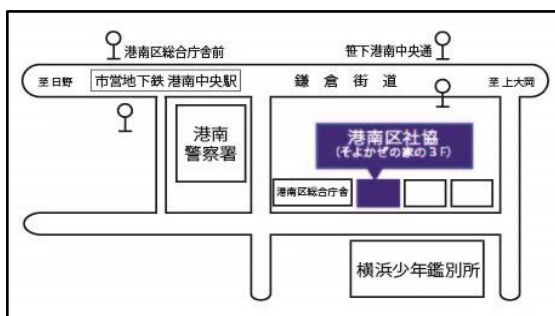 港南区総合庁舎前
笹下港南中央通
至日野
市営地下鉄 港南中央駅
鎌倉街道
至上大岡
港南
警察署
港南区社協
(そよかぜの家の3F)
港南区総合庁舎
横浜少年鑑別所